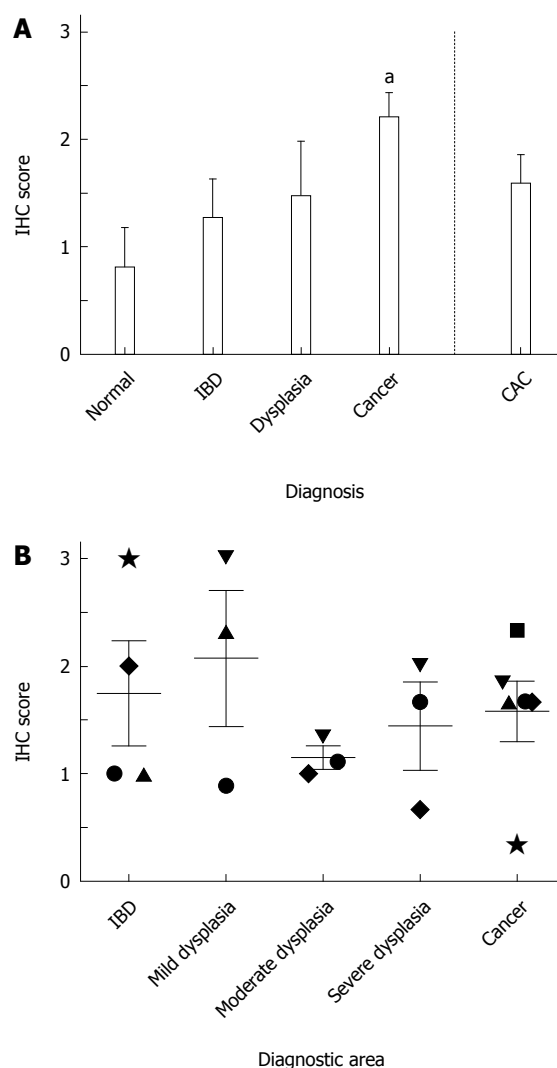 A
3
2
1
0
IHC score
a
Normal
IBD
Dysplasia
Cancer
CAC
Diagnosis
B
3
2
1
0
IHC score
IBD
Mild dysplasia
Moderate dysplasia
Severe dysplasia
Cancer
Diagnostic area